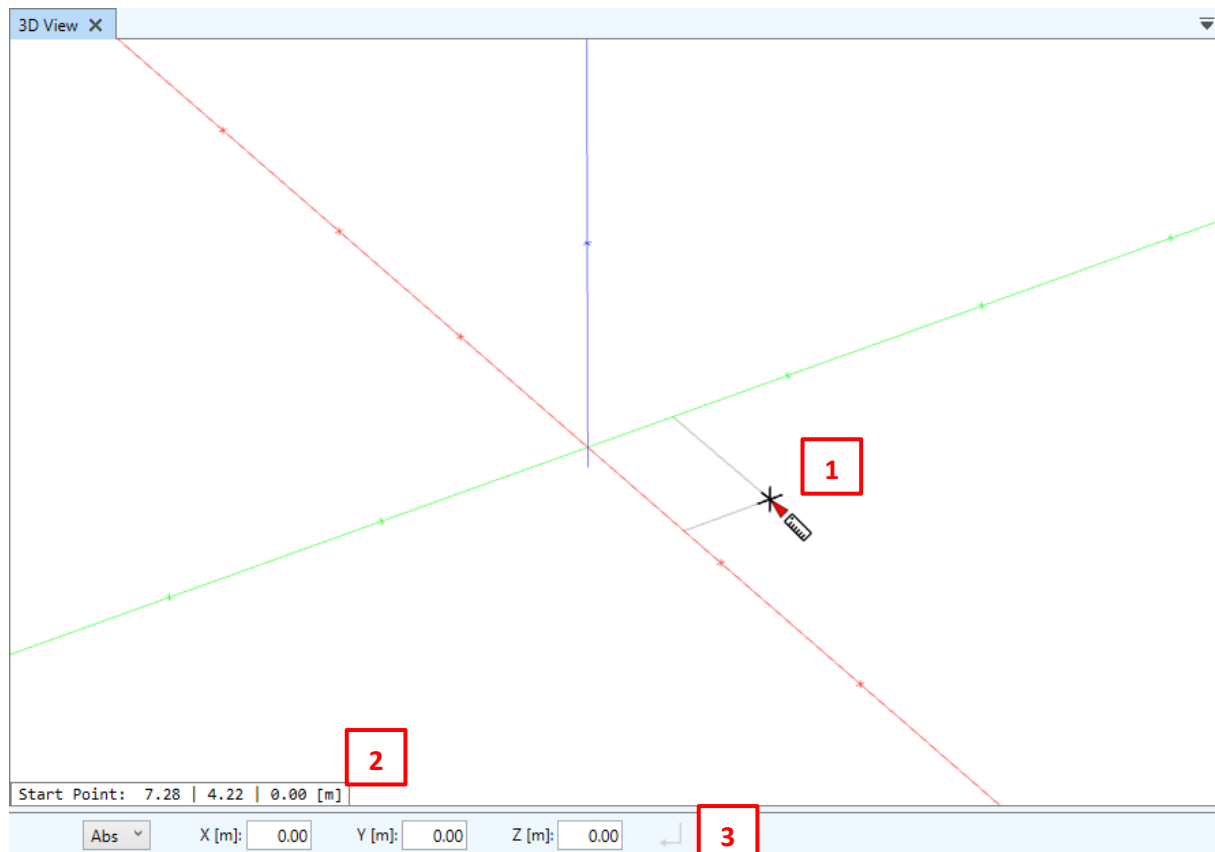 3D View
1
2
Start Point: 7.28 | 4.22 | 0.00 [m]
Abs X [m]: 0.00 Y [m]: 0.00 Z [m]: 0.00 3